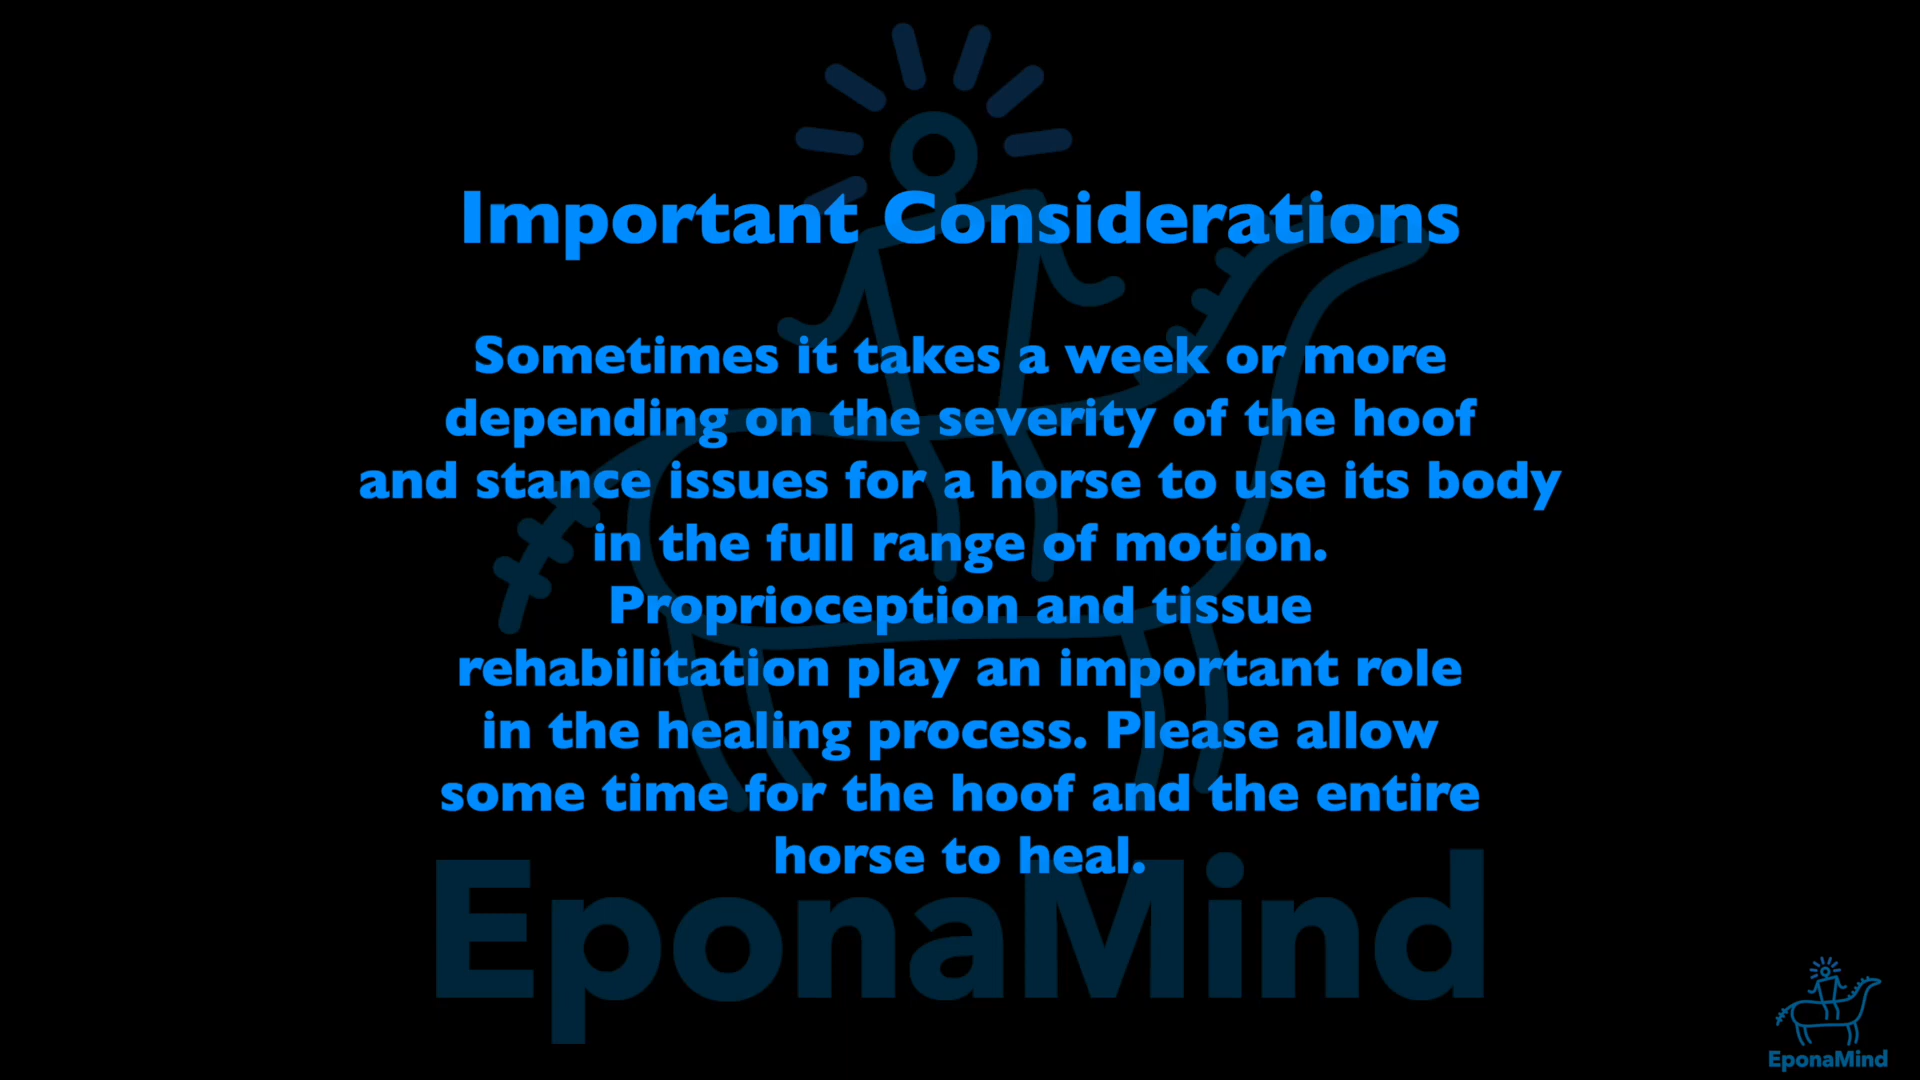 Important Considerations
Sometimes it takes a week or more
depending on the severity of the hoof
and stance issues for a horse to use its body
in the full range of motion.
Proprioception and tissue
rehabilitation play an important role
in the healing process. Please allow
some time for the hoof and the entire
horse to heal.
EponaMind
EponaMind